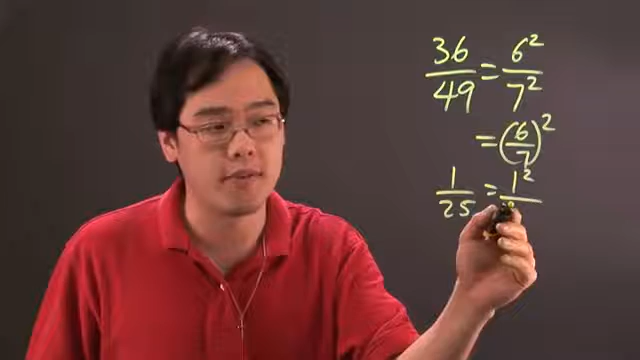 36/49 = 6²/7²
= (6/7)²
1/25 = 1²/